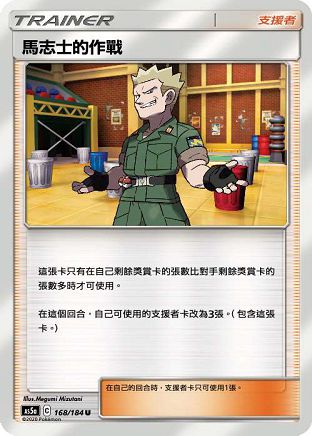 TRAINER 支援者
馬志士的作戰
這張卡只有在自己剩餘獎賞卡的張數比對手剩餘獎賞卡的
張數多時才可使用。
在這個回合,自己可使用的支援者卡改為3張。(包含這張
卡。)
Illus.Megumi Mizutani
AS5a C 168/184 U
©2020 Pokémon
在自己的回合時,支援者卡只可使用1張。